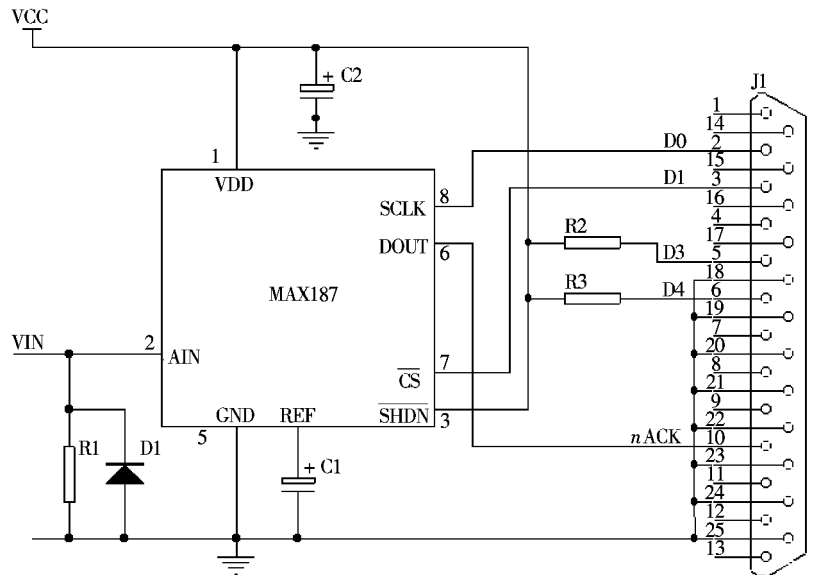 VCC
C2
+
J1
1
14
D0 2
15
D1 3
16
4
17
R2
D3 5
18
R3
D4 6
19
7
20
8
21
9
22
nACK 10
23
11
24
12
25
13
1
VDD
8
SCLK
DOUT
6
MAX187
VIN
2
AIN
7
CS
GND
REF
SHDN
3
5
R1
D1
+
C1